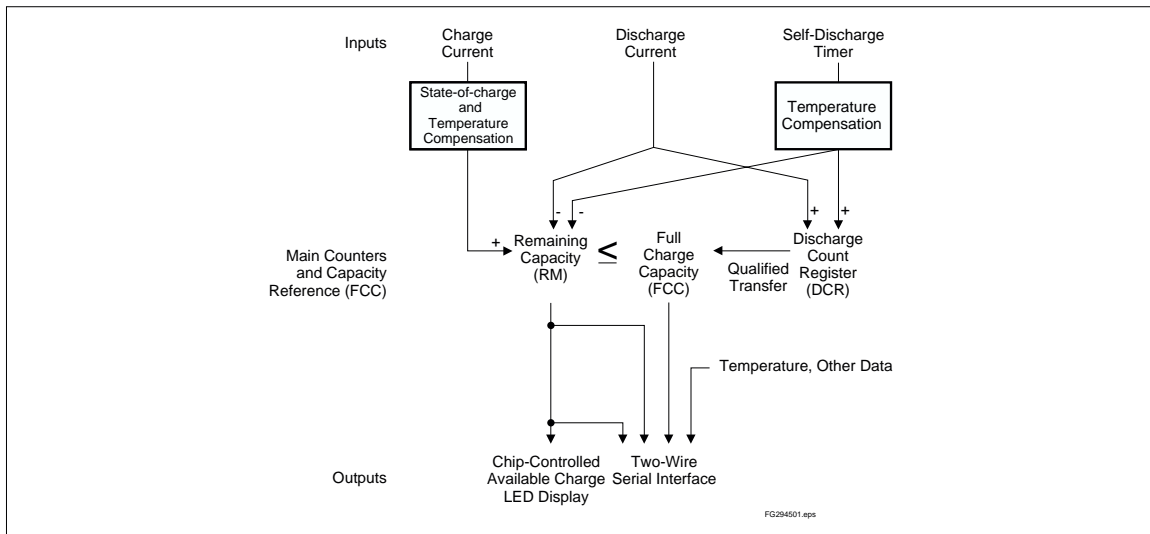 Inputs
Charge
Current
Discharge
Current
Self-Discharge
Timer
State-of-charge
and
Temperature
Compensation
Temperature
Compensation
- -
+ +
+
Main Counters
and Capacity
Reference (FCC)
Remaining
Capacity
(RM)
≤
Full
Charge
Capacity
(FCC)
Qualified
Transfer
Discharge
Count
Register
(DCR)
Temperature, Other Data
Outputs
Chip-Controlled
Available Charge
LED Display
Two-Wire
Serial Interface
FG294501.eps